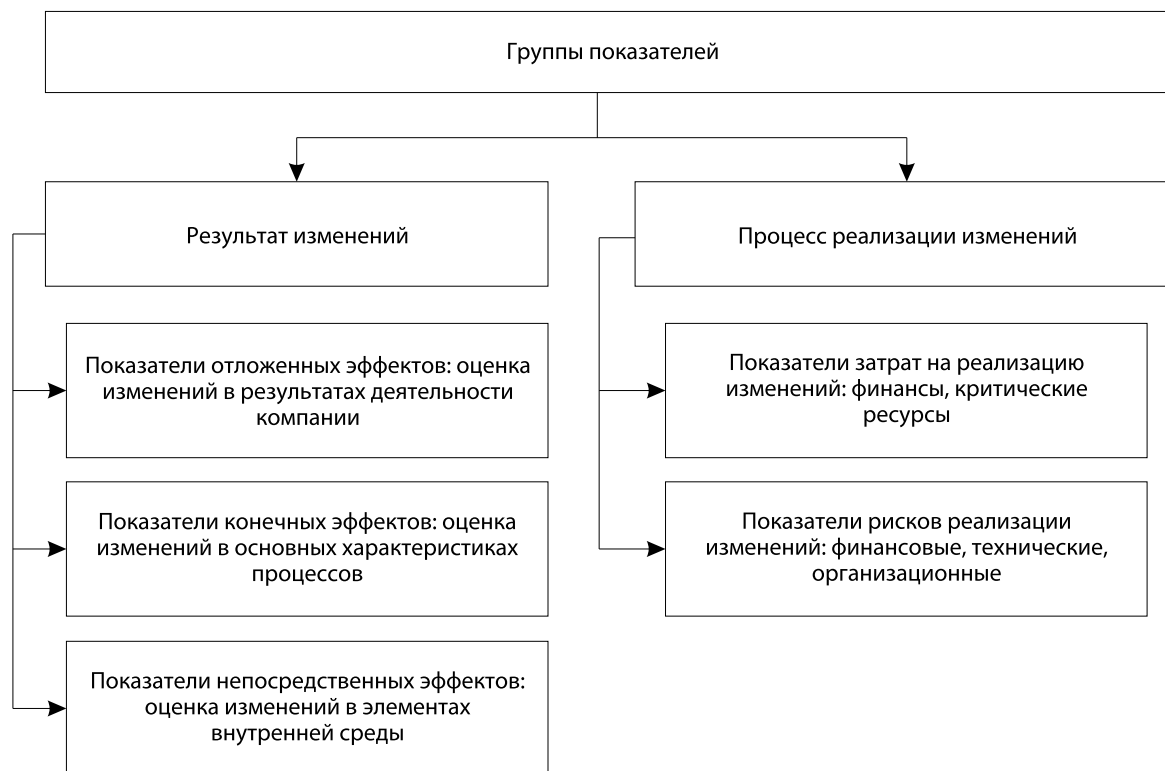 Группы показателей
Результат изменений
Процесс реализации изменений
Показатели отложенных эффектов: оценка
изменений в результатах деятельности
компании
Показатели затрат на реализацию
изменений: финансы, критические
ресурсы
Показатели конечных эффектов: оценка
изменений в основных характеристиках
процессов
Показатели рисков реализации
изменений: финансовые, технические,
организационные
Показатели непосредственных эффектов:
оценка изменений в элементах
внутренней среды